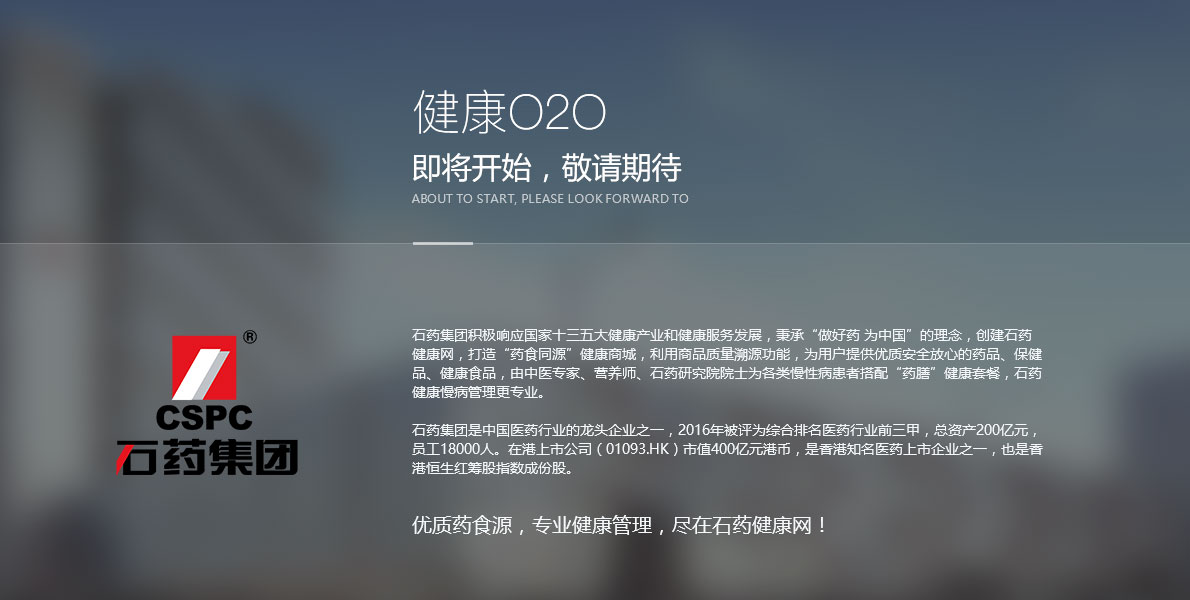 健康O2O
即将开始，敬请期待
ABOUT TO START, PLEASE LOOK FORWARD TO
石药集团积极响应国家十三五大健康产业和健康服务发展，秉承“做好药 为中国”的理念，创建石药
健康网，打造“药食同源”健康商城，利用商品质量溯源功能，为用户提供优质安全放心的药品、保健
品、健康食品，由中医专家、营养师、石药研究院院士为各类慢性病患者搭配“药膳”健康套餐，石药
健康慢病管理更专业。
石药集团是中国医药行业的龙头企业之一，2016年被评为综合排名医药行业前三甲，总资产200亿元，
员工18000人。在港上市公司（01093.HK）市值400亿元港币，是香港知名医药上市企业之一，也是香
港恒生红筹股指数成份股。
优质药食源，专业健康管理，尽在石药健康网！
®
CSPC
石药集团